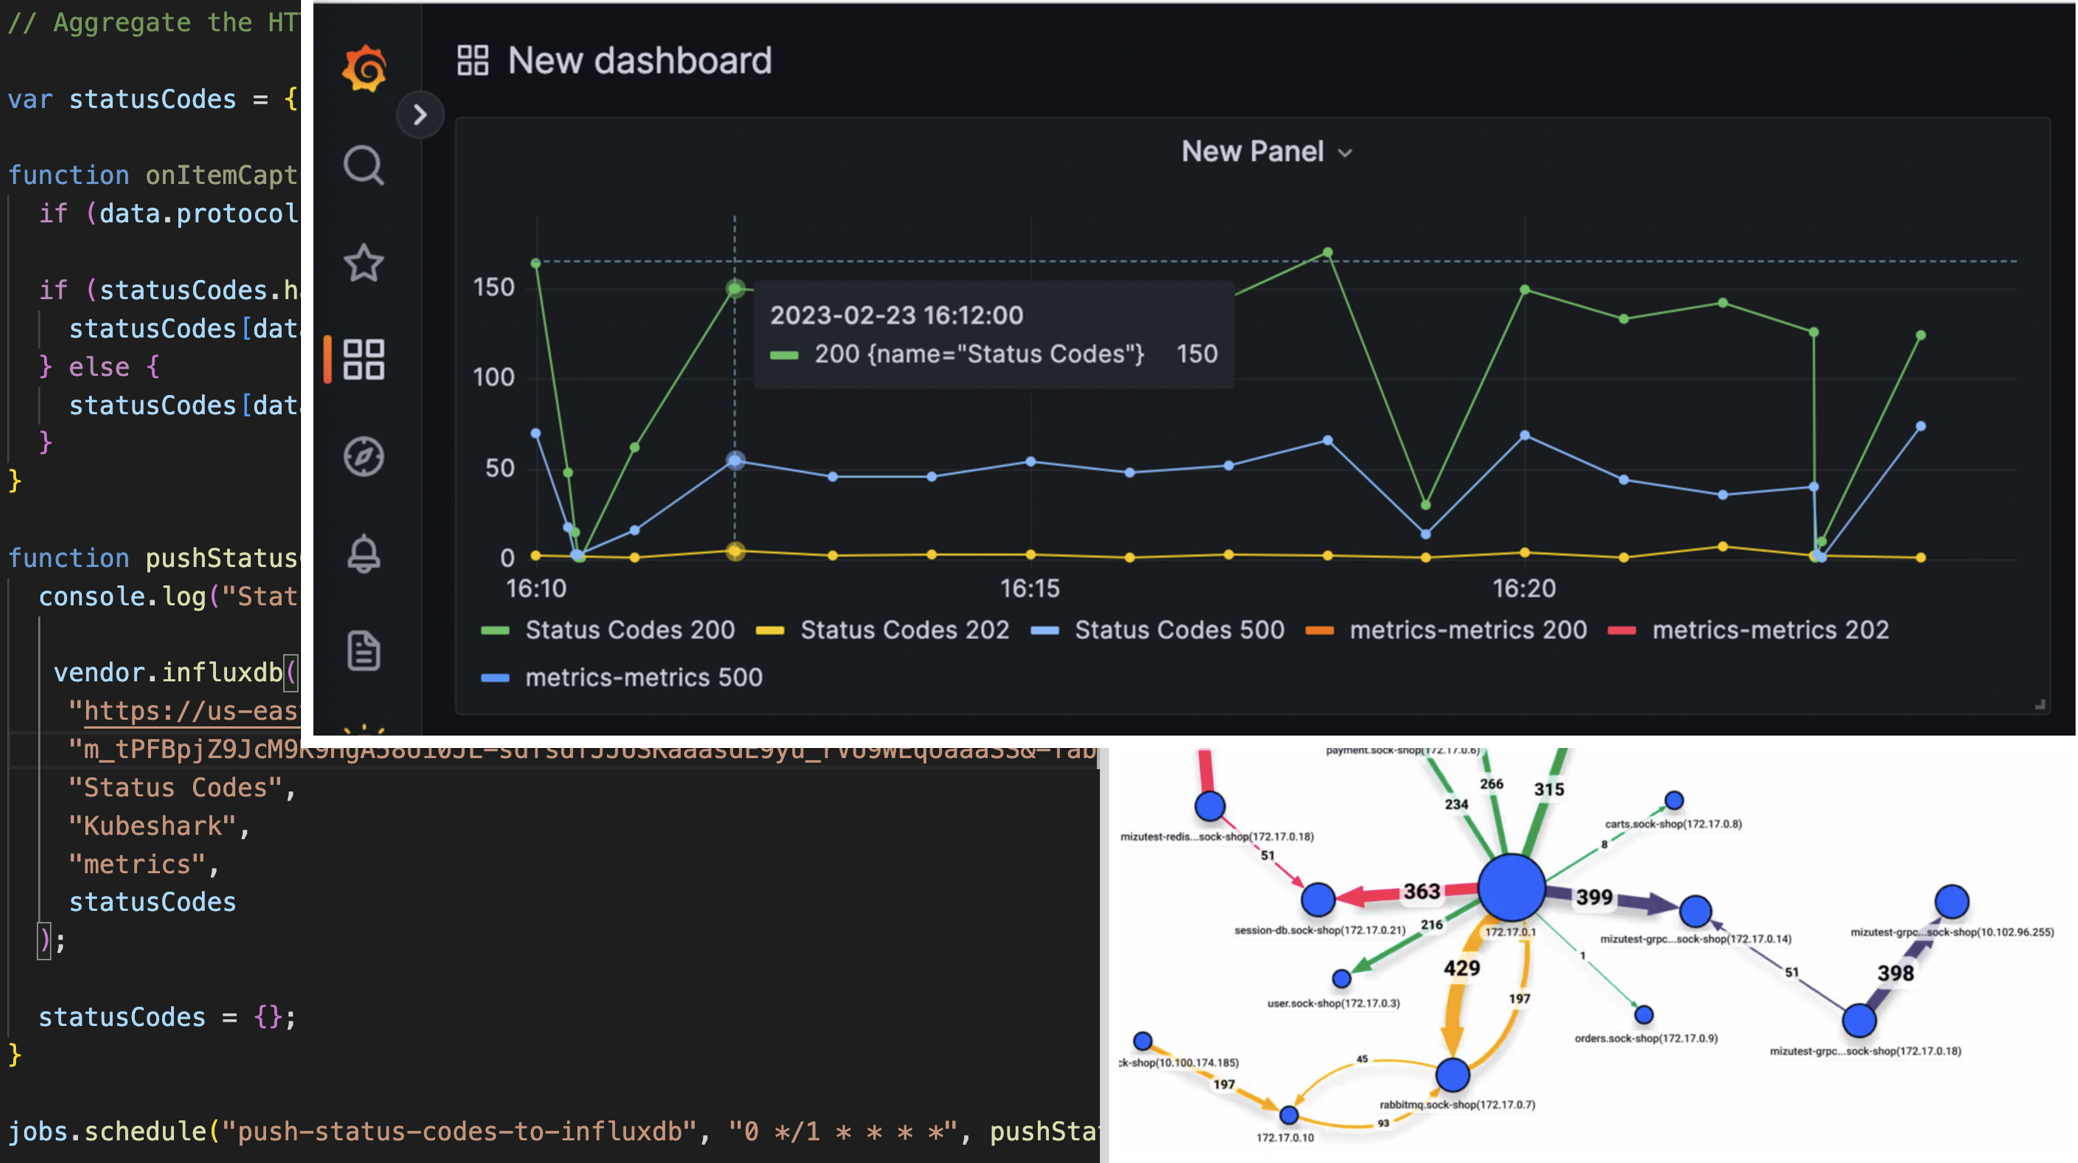 // Aggregate the HT
var statusCodes = {
function onItemCapt
if (data.protocol
if (statusCodes.h
statusCodes[dat
} else {
statusCodes[dat
}
}
function pushStatus
console.log("Stat
vendor.influxdb(
"https://us-eas
"Status Codes",
"Kubeshark",
"metrics",
statusCodes
);
statusCodes = {};
}
jobs.schedule("push-status-codes-to-influxdb", "0 */1 * * * *", pushSta
New dashboard
New Panel
150
100
50
0
2023-02-23 16:12:00
200 {name="Status Codes"} 150
16:10 16:15 16:20
Status Codes 200 Status Codes 202 Status Codes 500 metrics-metrics 200 metrics-metrics 202
metrics-metrics 500
payment.sock-shop(172.17.0.6)
266
315
234
carts.sock-shop(172.17.0.8)
mizutest-redis...sock-shop(172.17.0.18)
8
51
363
399
216
session-db.sock-shop(172.17.0.21)
172.17.0.1
mizutest-grpc...sock-shop(172.17.0.14)
mizutest-grpc...sock-shop(10.102.96.255)
429
1
51
398
197
user.sock-shop(172.17.0.3)
orders.sock-shop(172.17.0.9)
mizutest-grpc...sock-shop(172.17.0.18)
ck-shop(10.100.174.185)
45
197
rabbitmq.sock-shop(172.17.0.7)
93
172.17.0.10